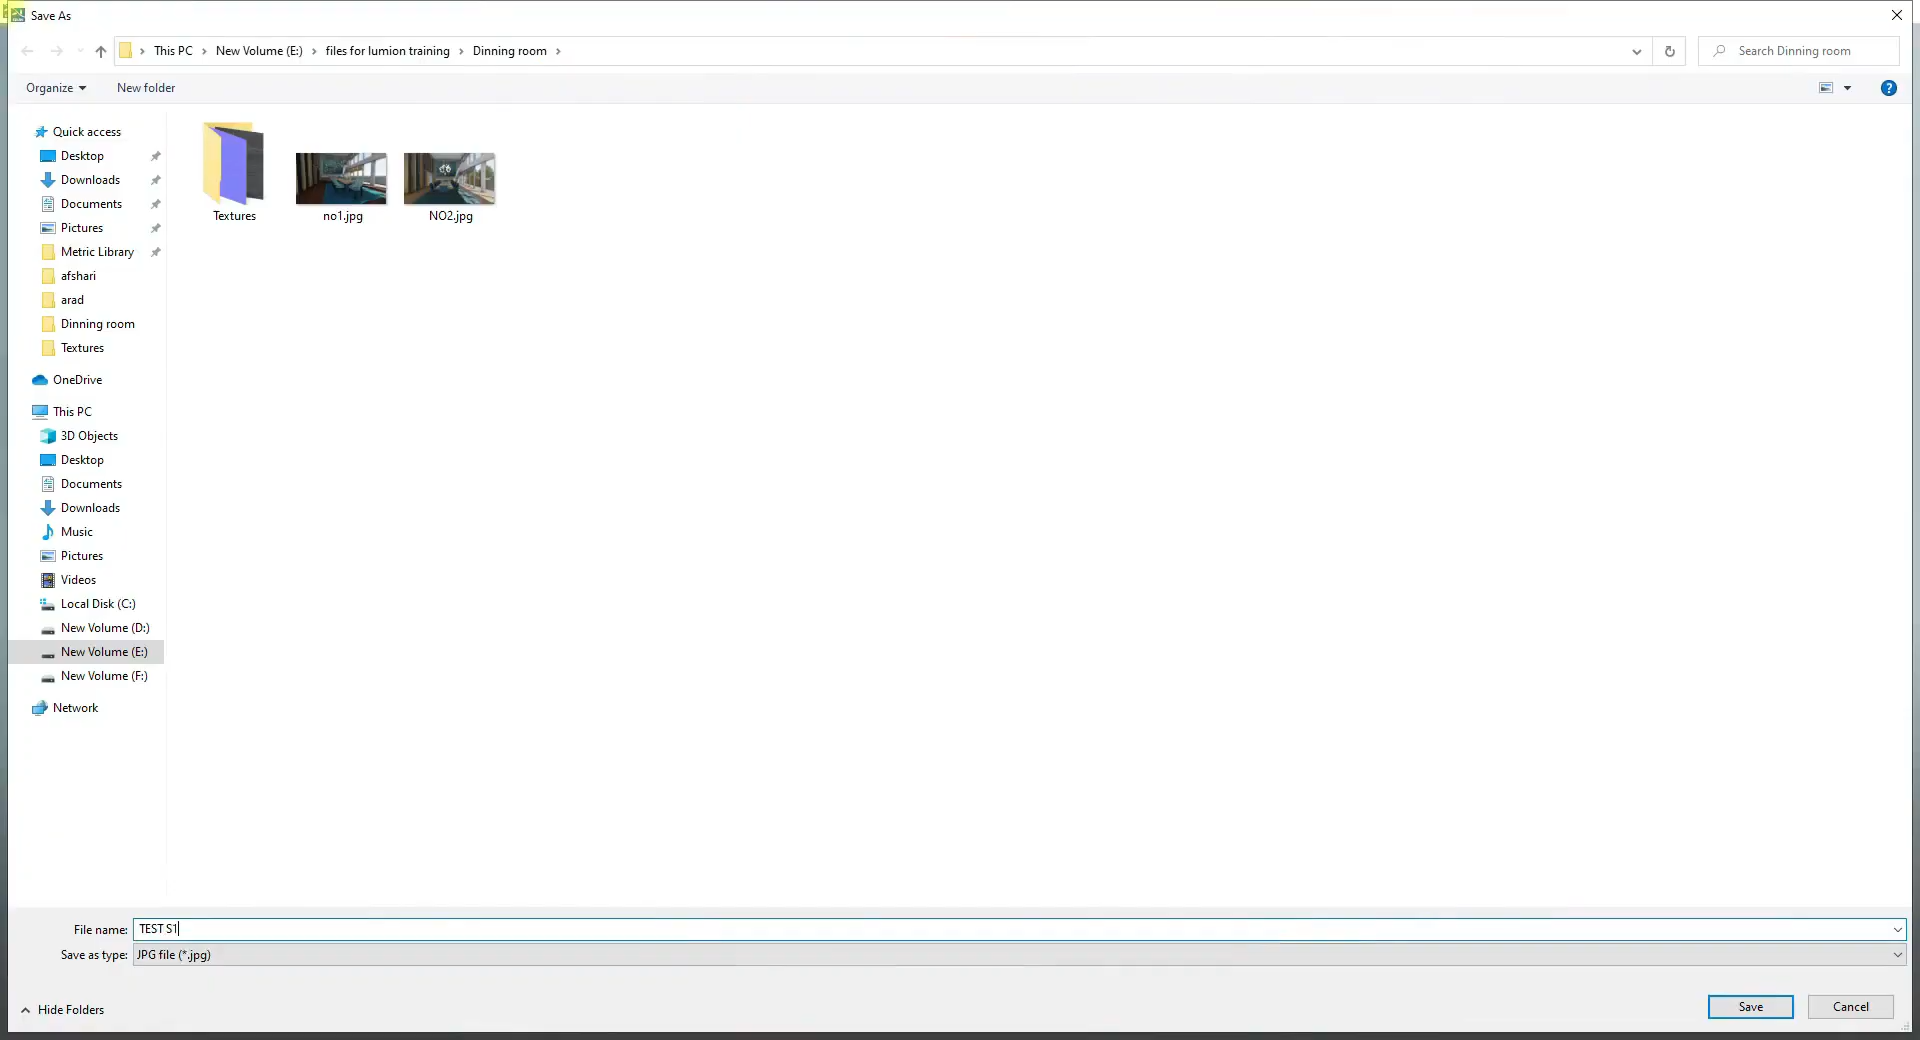 Save As
This PC > New Volume (E:) > files for lumion training > Dinning room >
Search Dinning room
Organize
New folder
Quick access
Desktop
Downloads
Documents
Pictures
Metric Library
afshari
arad
Dinning room
Textures
OneDrive
This PC
3D Objects
Desktop
Documents
Downloads
Music
Pictures
Videos
Local Disk (C:)
New Volume (D:)
New Volume (E:)
New Volume (F:)
Network
Textures
no1.jpg
NO2.jpg
File name: TEST S1
Save as type: JPG file (*.jpg)
Hide Folders
Save
Cancel